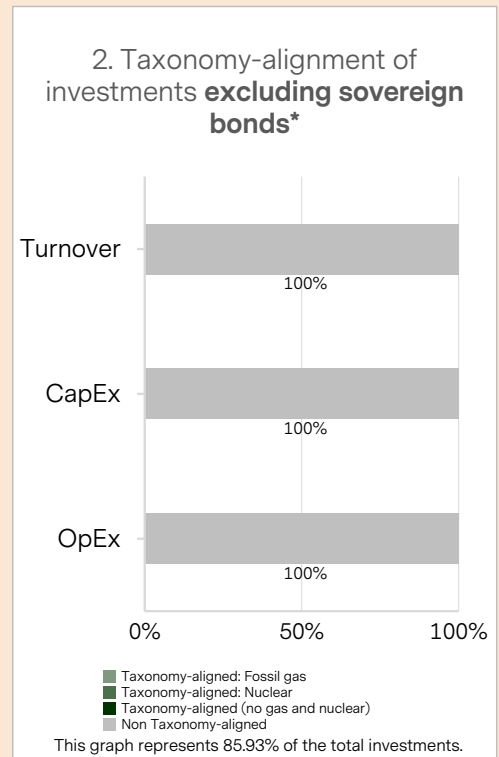 2. Taxonomy-alignment of
investments excluding sovereign
bonds*
Turnover
100%
CapEx
100%
OpEx
100%
0% 50% 100%
Taxonomy-aligned: Fossil gas
Taxonomy-aligned: Nuclear
Taxonomy-aligned (no gas and nuclear)
Non Taxonomy-aligned
This graph represents 85.93% of the total investments.